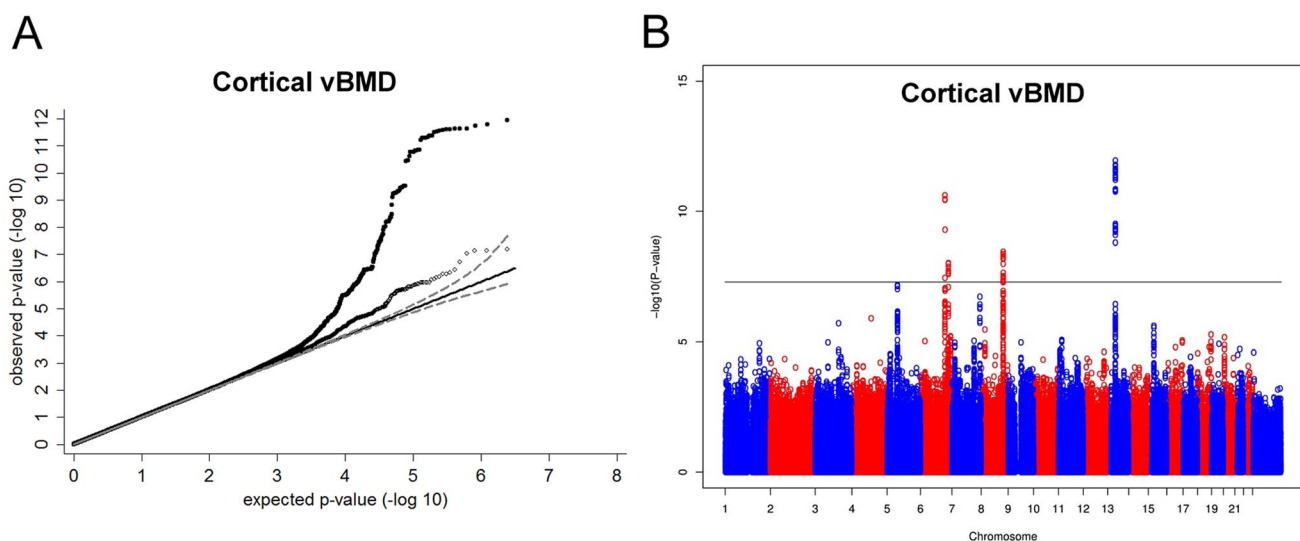 A
Cortical vBMD
observed p-value (-log 10)
12
11
10
9
8
7
6
5
4
3
2
1
0
0 1 2 3 4 5 6 7 8
expected p-value (-log 10)
B
Cortical vBMD
−log10(P−value)
15
10
5
0
1 2 3 4 5 6 7 8 9 10 11 12 13 15 17 19 21
Chromosome